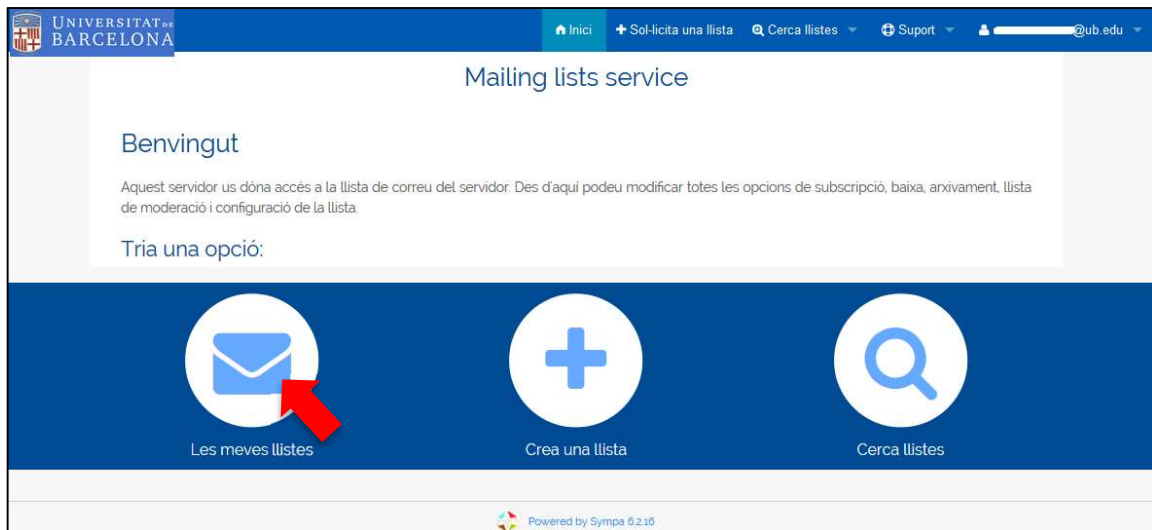 UNIVERSITAT DE
BARCELONA
Inici
Sol·licita una llista
Cerca llistes
Suport
@ub.edu
Mailing lists service
Benvingut
Aquest servidor us dóna accés a la llista de correu del servidor. Des d'aquí podeu modificar totes les opcions de subscripció, baixa, arxivament, llista
de moderació i configuració de la llista.
Tria una opció:
Les meves llistes
Crea una llista
Cerca llistes
Powered by Sympa 6.2.16